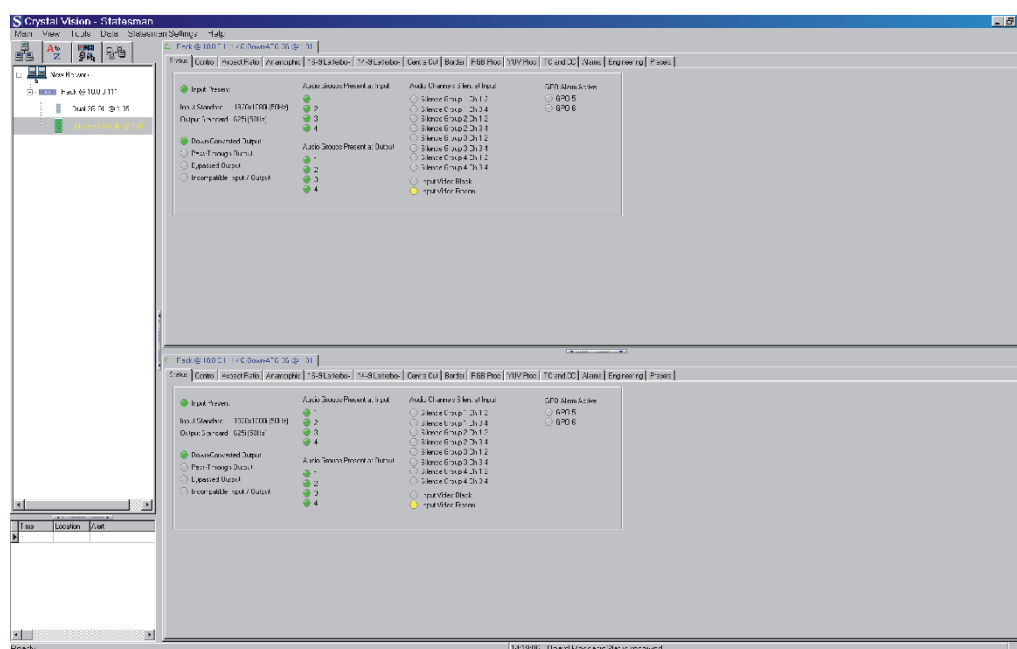 Crystal Vision - Statesman
Main View Tools Data Statesman Settings Help
New Network
Status Control Aspect Ratio Anamorphic Centre Cut Border RGB Proc YUV Proc TC and CC Alarms Engineering Presets
Input Present
Input Standard 1920x1080i (50Hz)
Output Standard 625i (50Hz)
Down-Converted Output
Pass-Through Output
Bypassed Output
Incompatible Input / Output
Audio Groups Present at Input
2
3
4
Audio Groups Present at Output
1
2
3
4
Audio Channels Silent at Input
Silence Group 1 Ch 1 2
Silence Group 1 Ch 3 4
Silence Group 2 Ch 1 2
Silence Group 2 Ch 3 4
Silence Group 3 Ch 1 2
Silence Group 3 Ch 3 4
Silence Group 4 Ch 1 2
Silence Group 4 Ch 3 4
Input Video Black
Input Video Frozen
GPO Alarm Active
GPO 5
GPO 6
Status Control Aspect Ratio Anamorphic Centre Cut Border RGB Proc YUV Proc TC and CC Alarms Engineering Presets
Input Present
Input Standard 1920x1080i (50Hz)
Output Standard 625i (50Hz)
Down-Converted Output
Pass-Through Output
Bypassed Output
Incompatible Input / Output
Audio Groups Present at Input
1
2
3
4
Audio Groups Present at Output
1
2
3
4
Audio Channels Silent at Input
Silence Group 1 Ch 1 2
Silence Group 1 Ch 3 4
Silence Group 2 Ch 1 2
Silence Group 2 Ch 3 4
Silence Group 3 Ch 1 2
Silence Group 3 Ch 3 4
Silence Group 4 Ch 1 2
Silence Group 4 Ch 3 4
Input Video Black
Input Video Frozen
GPO Alarm Active
GPO 5
GPO 6
Time Location Alert
Ready